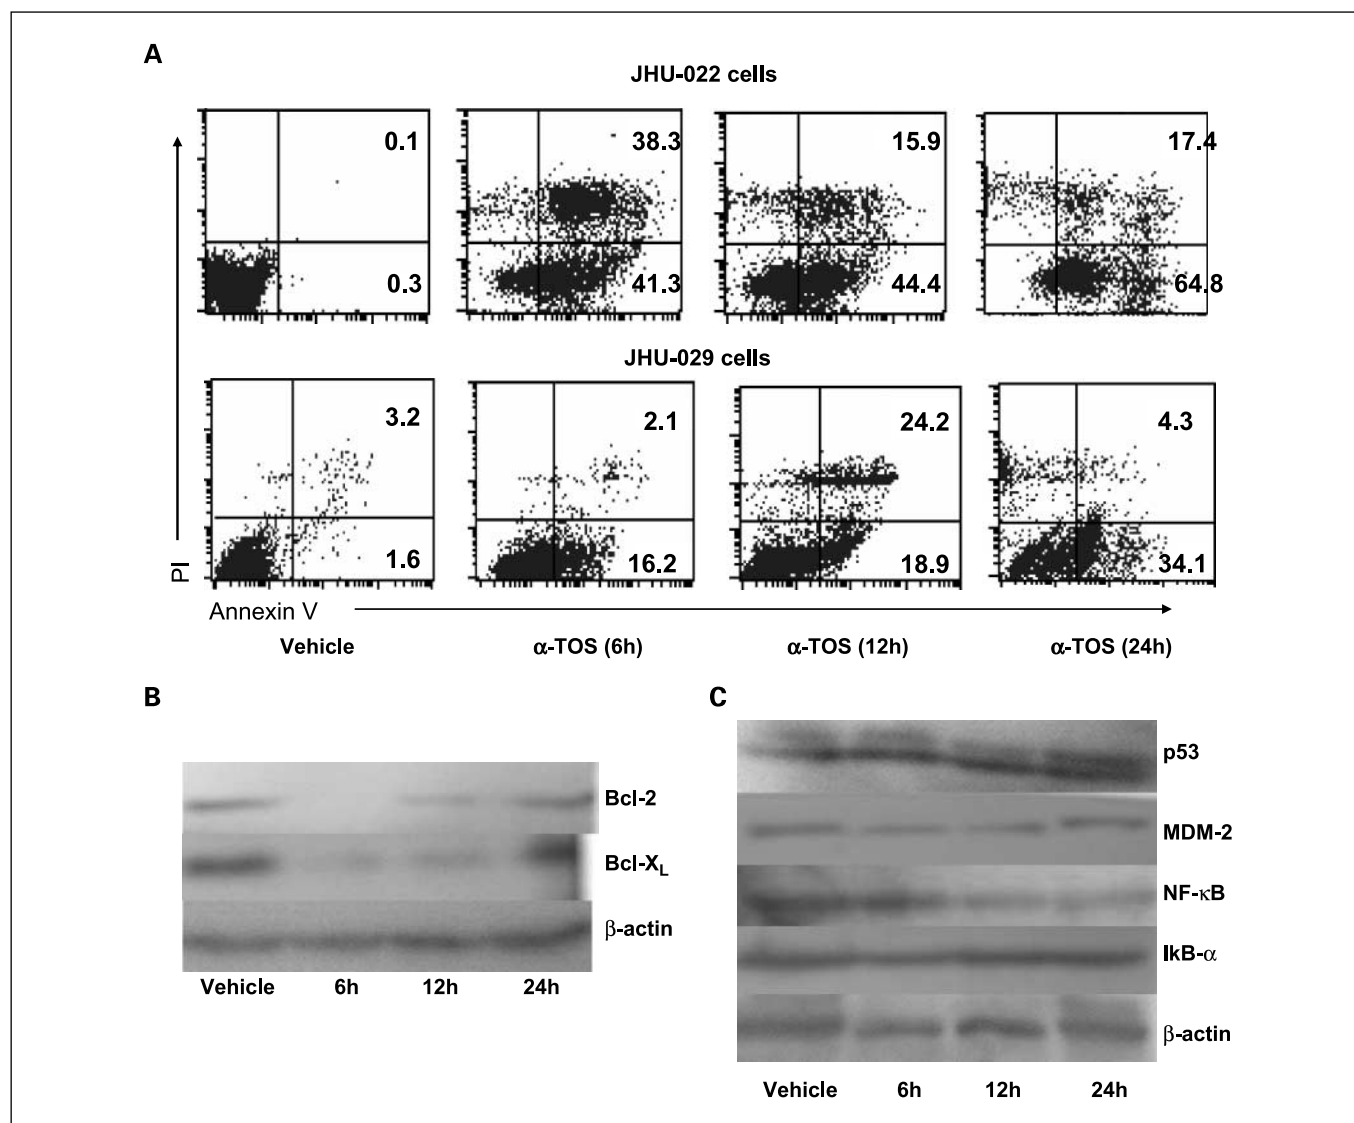 A
JHU-022 cells
0.1 38.3 15.9 17.4
0.3 41.3 44.4 64.8
JHU-029 cells
3.2 2.1 24.2 4.3
1.6 16.2 18.9 34.1
PI
Annexin V
Vehicle α-TOS (6h) α-TOS (12h) α-TOS (24h)
B
Bcl-2
Bcl-XL
β-actin
Vehicle 6h 12h 24h
C
p53
MDM-2
NF-κB
IkB-α
β-actin
Vehicle 6h 12h 24h